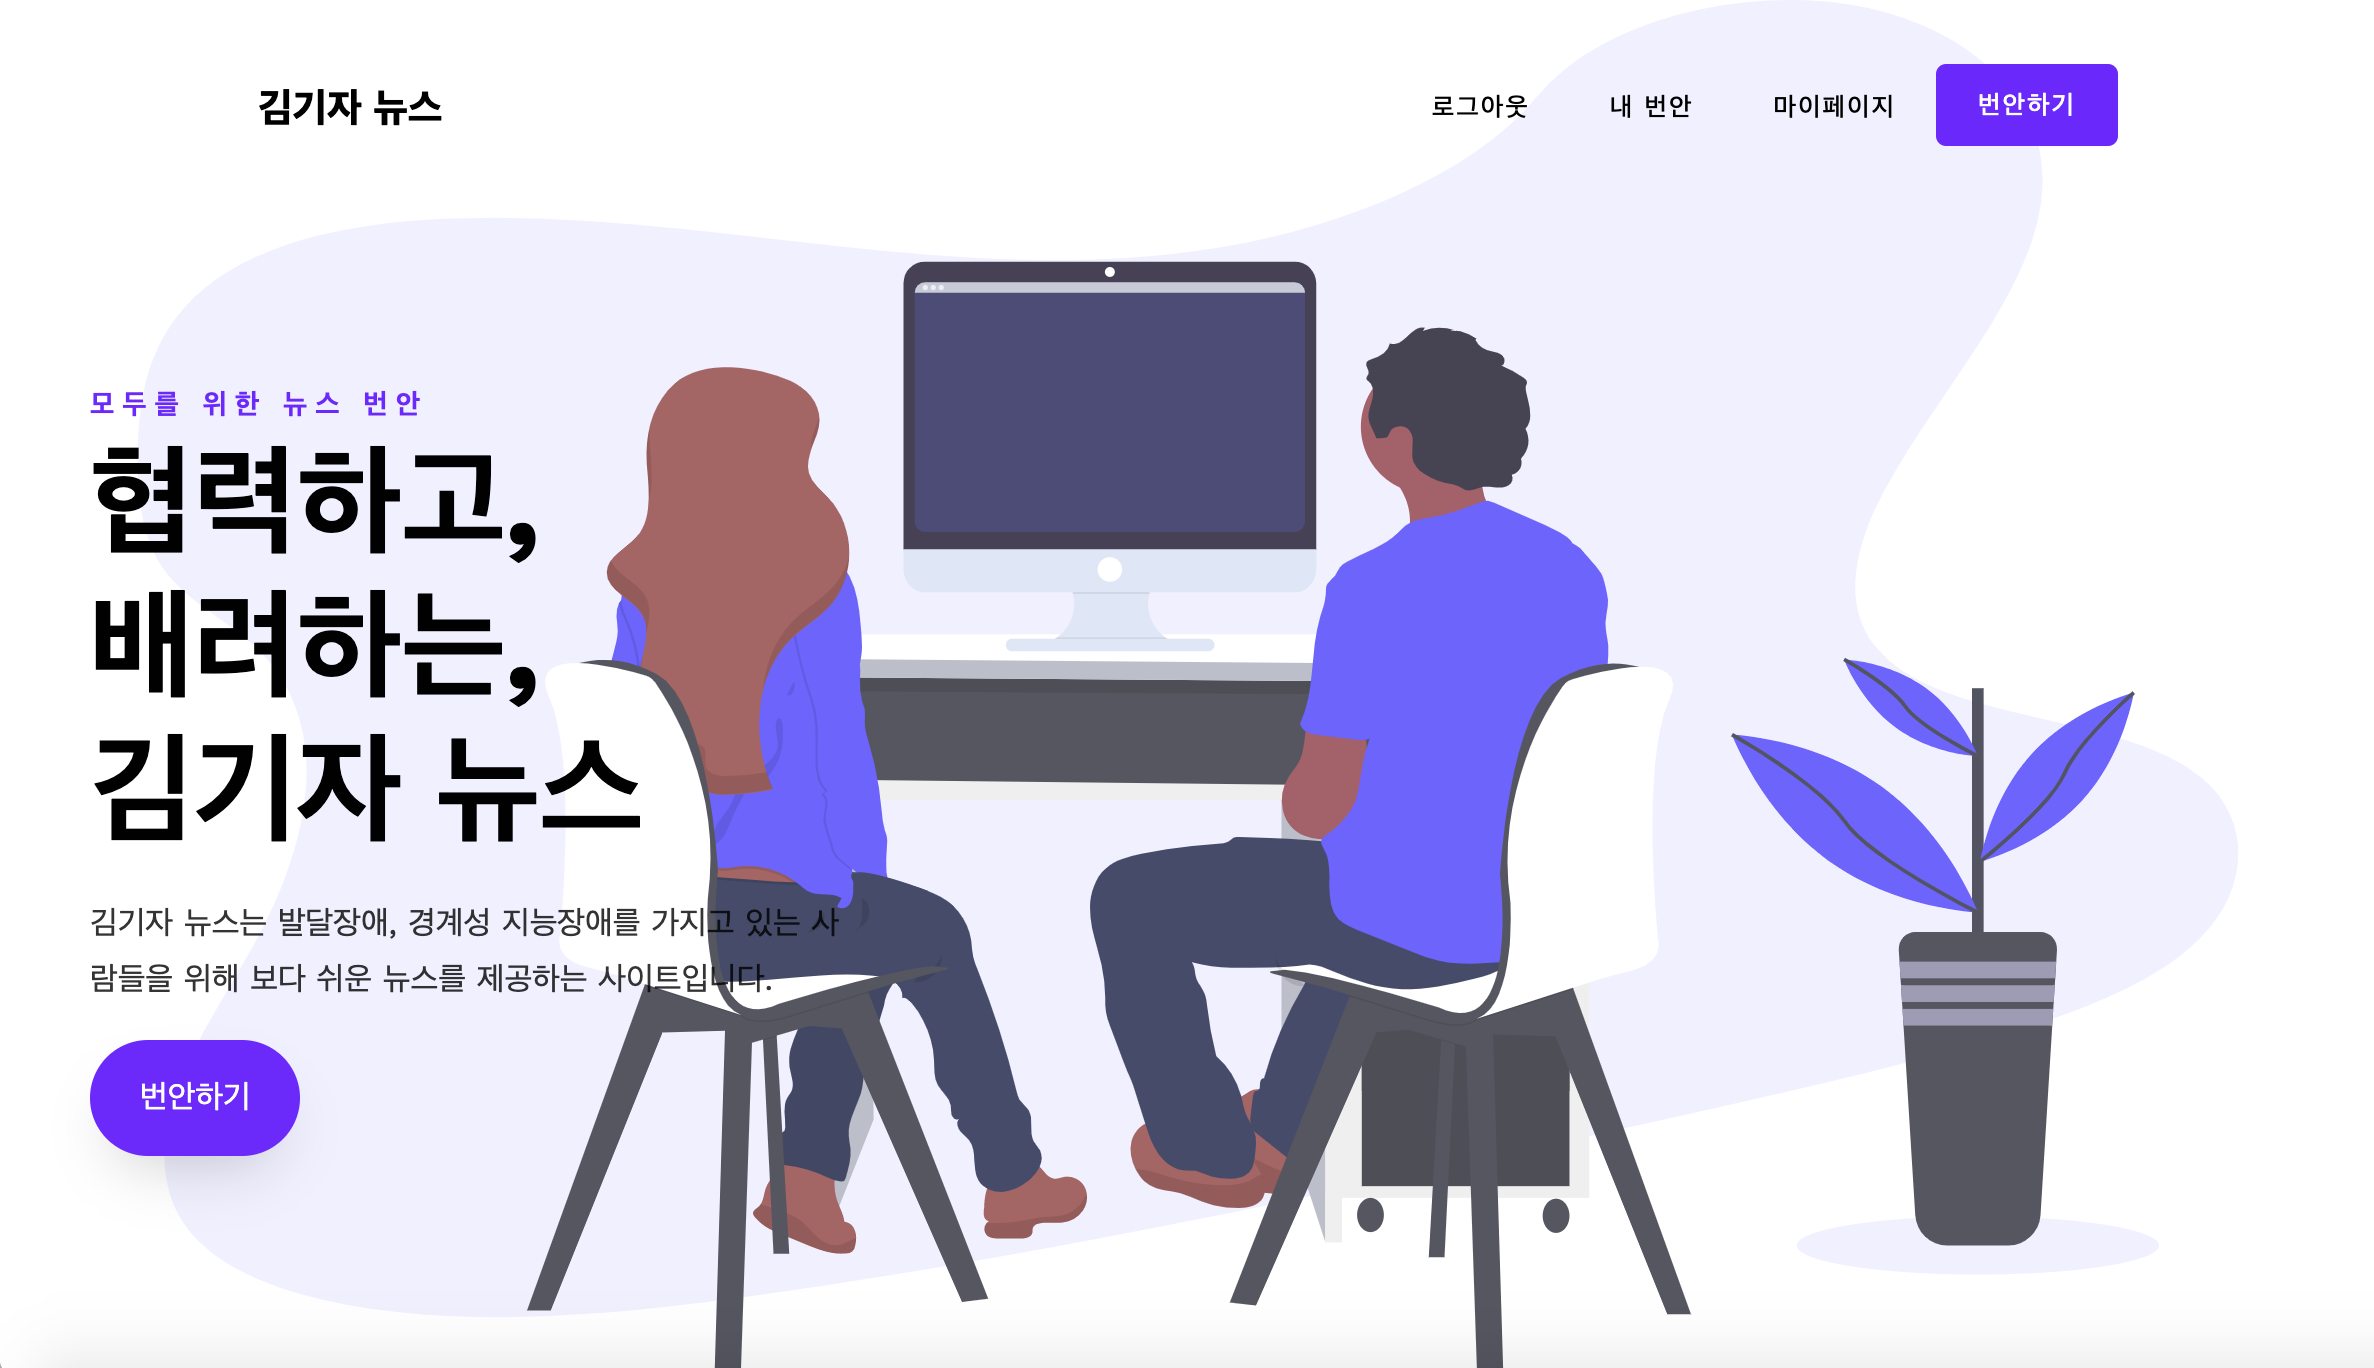 김기자 뉴스
로그아웃
내 번안
마이페이지
번안하기
모두를 위한 뉴스 번안
협력하고,
배려하는,
김기자 뉴스
김기자 뉴스는 발달장애, 경계성 지능장애를 가지고 있는 사
람들을 위해 보다 쉬운 뉴스를 제공하는 사이트입니다.
번안하기